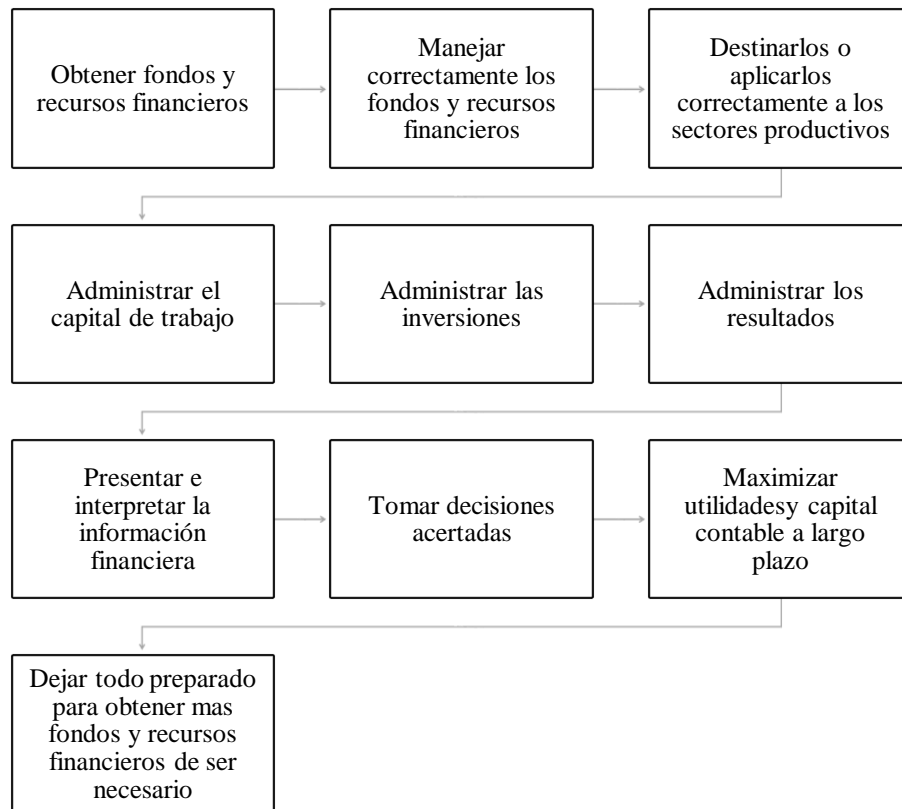 Obtener fondos y
recursos financieros
Manejar
correctamente los
fondos y recursos
financieros
Destinarlos o
aplicarlos
correctamente a los
sectores productivos
Administrar el
capital de trabajo
Administrar las
inversiones
Administrar los
resultados
Presentar e
interpretar la
información
financiera
Tomar decisiones
acertadas
Maximizar
utilidadesy capital
contable a largo
plazo
Dejar todo preparado
para obtener mas
fondos y recursos
financieros de ser
necesario